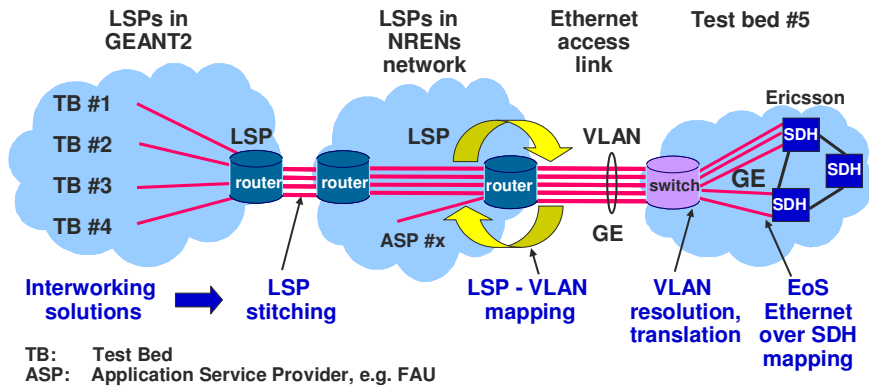 LSPs in
GEANT2
LSPs in
NRENs
network
Ethernet
access
link
Test bed #5
TB #1
TB #2
TB #3
TB #4
LSP
router
router
LSP
router
ASP #x
VLAN
GE
switch
GE
Ericsson
SDH
SDH
SDH
Interworking
solutions
LSP
stitching
LSP - VLAN
mapping
VLAN
resolution,
translation
EoS
Ethernet
over SDH
mapping
TB: Test Bed
ASP: Application Service Provider, e.g. FAU